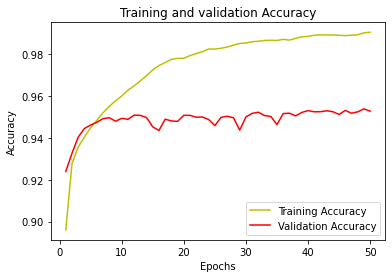 Training and validation Accuracy
Accuracy
0.98
0.96
0.94
0.92
0.90
0
10
20
30
40
50
Epochs
Training Accuracy
Validation Accuracy